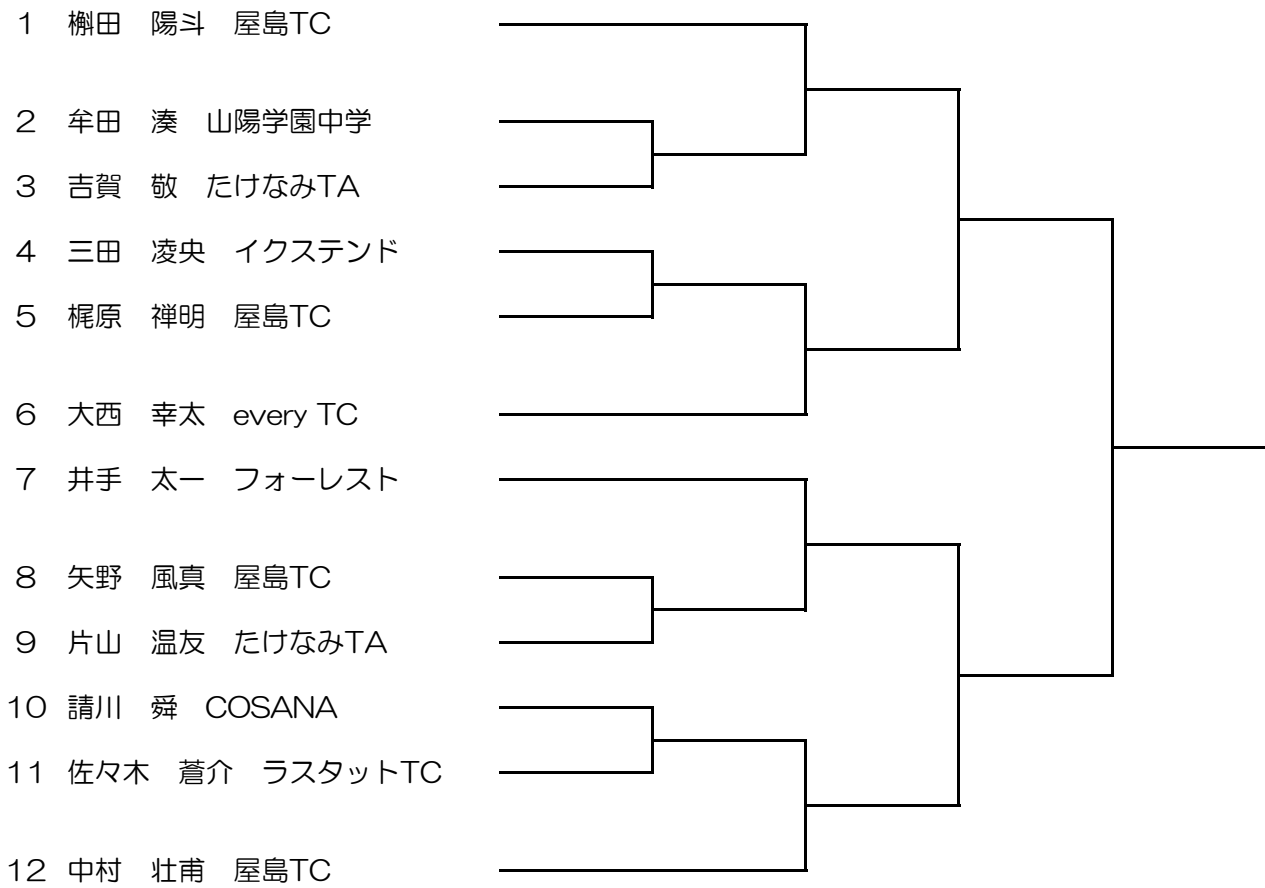 1 槲田 陽斗 屋島TC
2 牟田 湊 山陽学園中学
3 吉賀 敬 たけなみTA
4 三田 凌央 イクステンド
5 梶原 禅明 屋島TC
6 大西 幸太 every TC
7 井手 太一 フォーレスト
8 矢野 風真 屋島TC
9 片山 温友 たけなみTA
10 請川 舜 COSANA
11 佐々木 蒼介 ラスタットTC
12 中村 壮甫 屋島TC